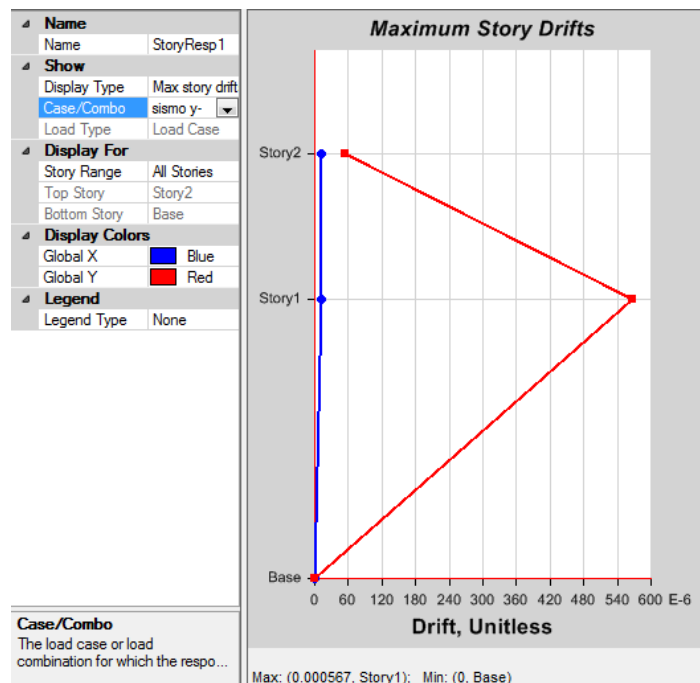 Name
Name StoryResp1
Show
Display Type Max story drift
Case/Combo sismo y-
Load Type Load Case
Display For
Story Range All Stories
Top Story Story2
Bottom Story Base
Display Colors
Global X Blue
Global Y Red
Legend
Legend Type None
Case/Combo
The load case or load
combination for which the respo...
Maximum Story Drifts
Story2
Story1
Base
0 60 120 180 240 300 360 420 480 540 600 E-6
Drift, Unitless
Max: (0.000567, Story1); Min: (0, Base)